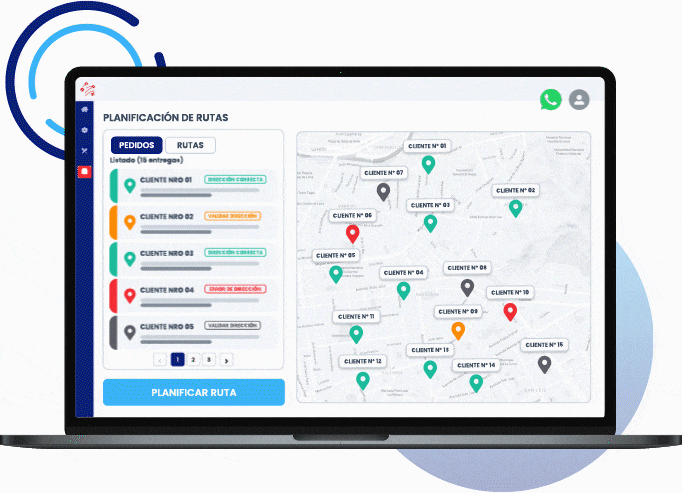 PLANIFICACIÓN DE RUTAS
PEDIDOS
RUTAS
Listado (15 entregas)
CLIENTE NRO 01
DIRECCIÓN CORRECTA
CLIENTE NRO 02
VALIDAR DIRECCIÓN
CLIENTE NRO 03
DIRECCIÓN CORRECTA
CLIENTE NRO 04
ERROR DE DIRECCIÓN
CLIENTE NRO 05
VALIDAR DIRECCIÓN
‹ 1 2 3 ›
PLANIFICAR RUTA
CLIENTE N° 01
CLIENTE N° 07
CLIENTE N° 02
CLIENTE N° 03
CLIENTE N° 06
CLIENTE N° 05
CLIENTE N° 04
CLIENTE N° 08
CLIENTE N° 10
CLIENTE N° 09
CLIENTE N° 11
CLIENTE N° 13
CLIENTE N° 15
CLIENTE N° 12
CLIENTE N° 14